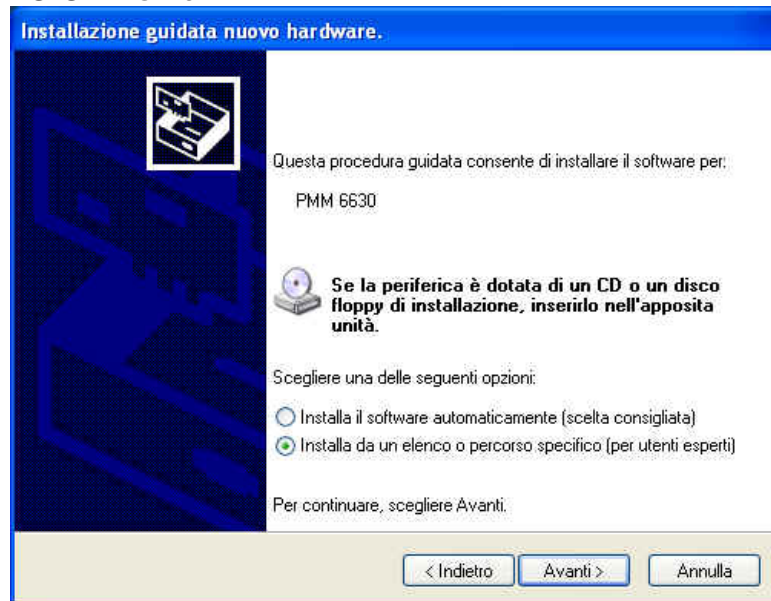 Installazione guidata nuovo hardware.
Questa procedura guidata consente di installare il software per:
PMM 6630
Se la periferica è dotata di un CD o un disco
floppy di installazione, inserirlo nell'apposita
unità.
Scegliere una delle seguenti opzioni:
Installa il software automaticamente (scelta consigliata)
Installa da un elenco o percorso specifico (per utenti esperti)
Per continuare, scegliere Avanti.
< Indietro
Avanti >
Annulla